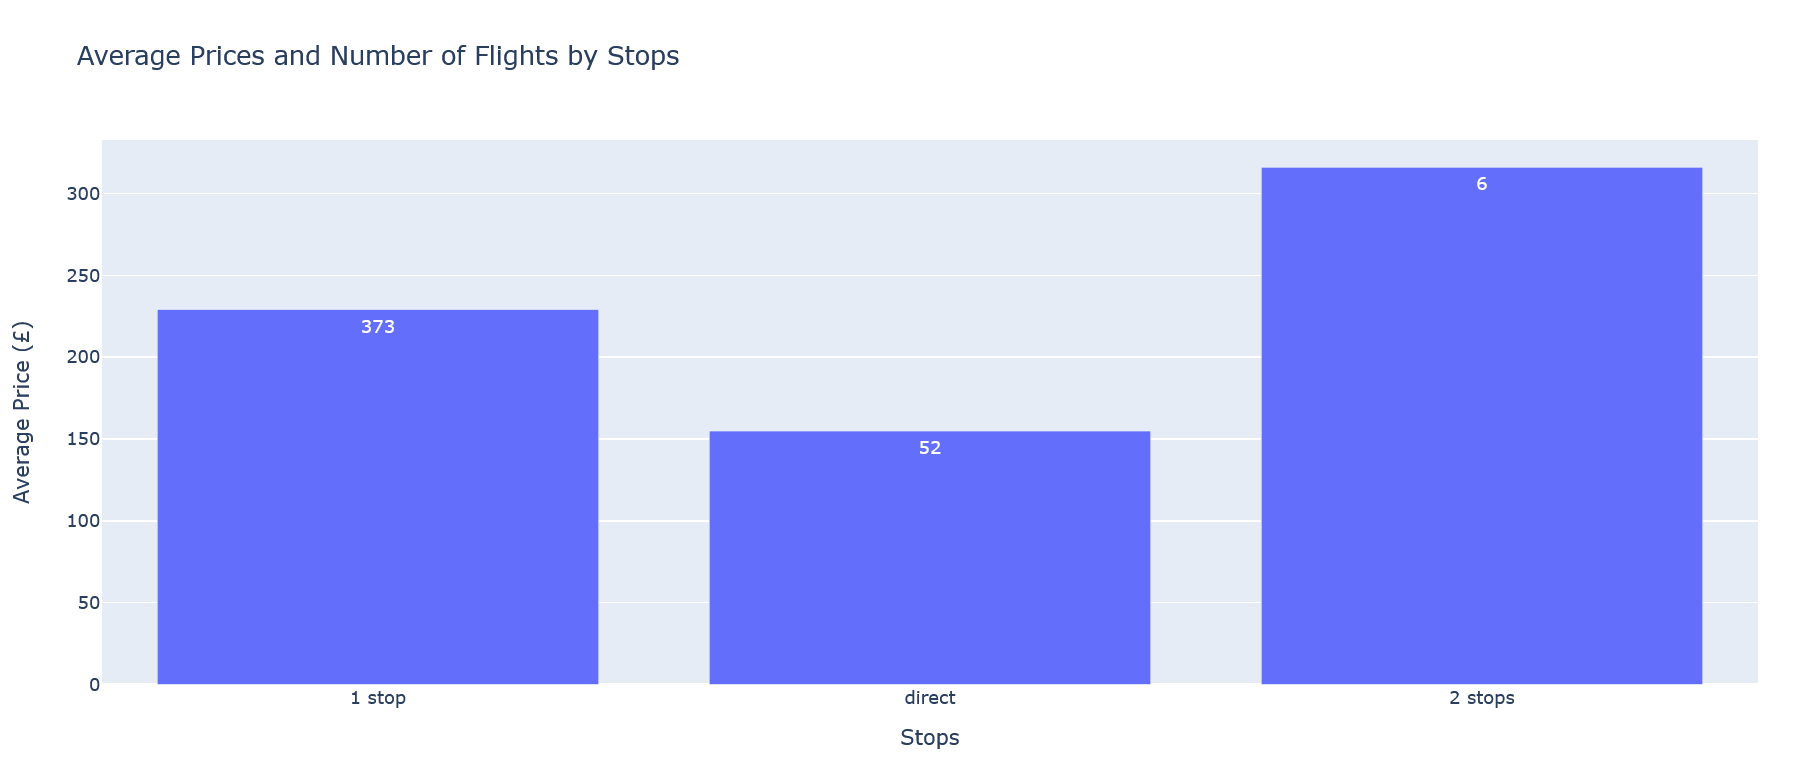 Average Prices and Number of Flights by Stops
Average Price (£)
300
250
200
150
100
50
0
373
52
6
1 stop
direct
2 stops
Stops